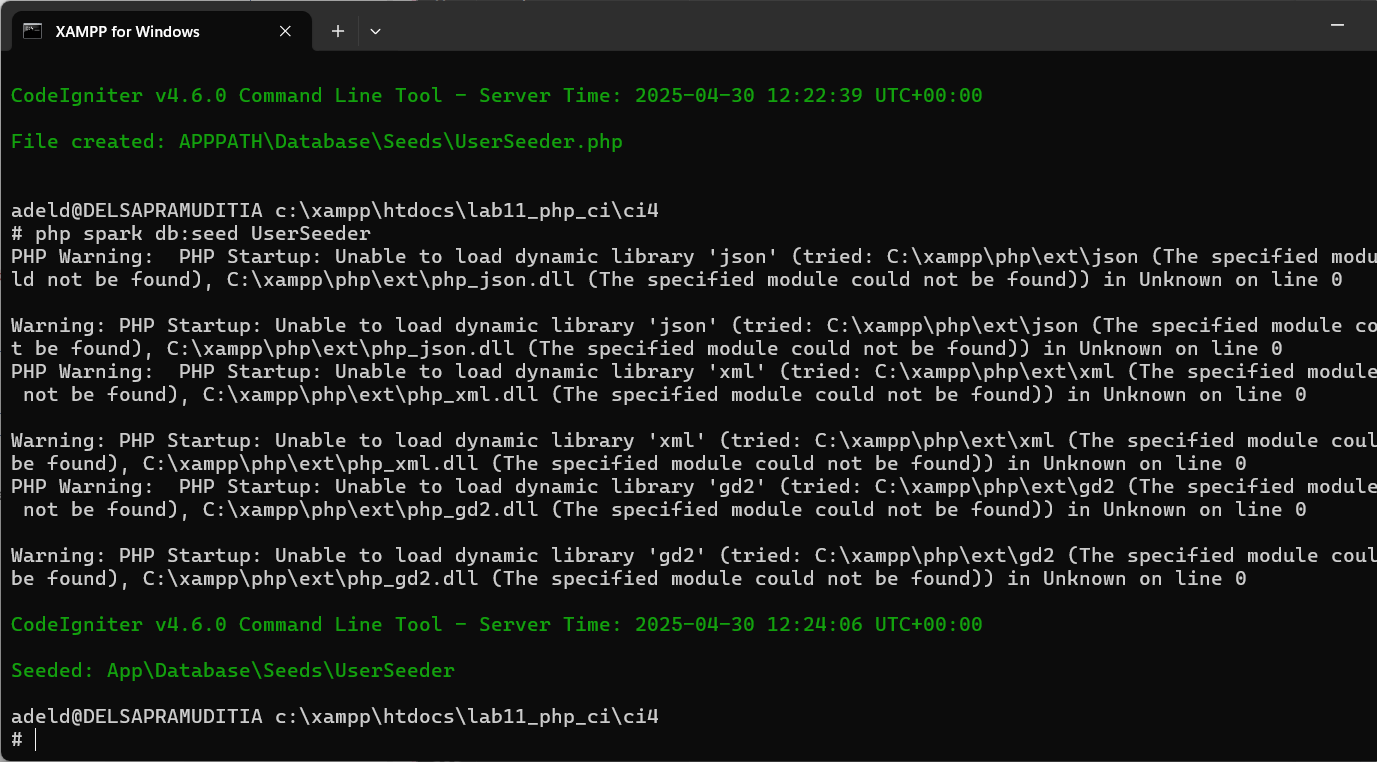 XAMPP for Windows
CodeIgniter v4.6.0 Command Line Tool - Server Time: 2025-04-30 12:22:39 UTC+00:00
File created: APPPATH\Database\Seeds\UserSeeder.php
adeld@DELSAPRAMUDITIA c:\xampp\htdocs\lab11_php_ci\ci4
# php spark db:seed UserSeeder
PHP Warning:  PHP Startup: Unable to load dynamic library 'json' (tried: C:\xampp\php\ext\json (The specified modu
ld not be found), C:\xampp\php\ext\php_json.dll (The specified module could not be found)) in Unknown on line 0
Warning: PHP Startup: Unable to load dynamic library 'json' (tried: C:\xampp\php\ext\json (The specified module co
t be found), C:\xampp\php\ext\php_json.dll (The specified module could not be found)) in Unknown on line 0
PHP Warning:  PHP Startup: Unable to load dynamic library 'xml' (tried: C:\xampp\php\ext\xml (The specified module
not be found), C:\xampp\php\ext\php_xml.dll (The specified module could not be found)) in Unknown on line 0
Warning: PHP Startup: Unable to load dynamic library 'xml' (tried: C:\xampp\php\ext\xml (The specified module coul
be found), C:\xampp\php\ext\php_xml.dll (The specified module could not be found)) in Unknown on line 0
PHP Warning:  PHP Startup: Unable to load dynamic library 'gd2' (tried: C:\xampp\php\ext\gd2 (The specified module
not be found), C:\xampp\php\ext\php_gd2.dll (The specified module could not be found)) in Unknown on line 0
Warning: PHP Startup: Unable to load dynamic library 'gd2' (tried: C:\xampp\php\ext\gd2 (The specified module coul
be found), C:\xampp\php\ext\php_gd2.dll (The specified module could not be found)) in Unknown on line 0
CodeIgniter v4.6.0 Command Line Tool - Server Time: 2025-04-30 12:24:06 UTC+00:00
Seeded: App\Database\Seeds\UserSeeder
adeld@DELSAPRAMUDITIA c:\xampp\htdocs\lab11_php_ci\ci4
#